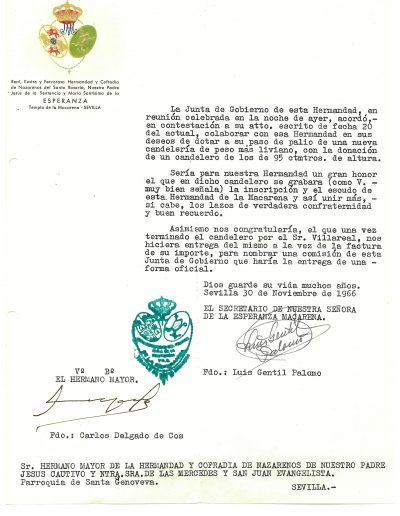 Real, Ilustre y Fervorosa Hermandad y Cofradía
de Nazarenos del Santo Rosario, Nuestro Padre
Jesús de la Sentencia y María Santísima de la
ESPERANZA
Templo de la Macarena - SEVILLA
La Junta de Gobierno de esta Hermandad, en
reunión celebrada en la noche de ayer, acordó,-
en contestación a su atto. escrito de fecha 20
del actual, colaborar con esa Hermandad en sus
deseos de dotar a su paso de palio de una nueva
candelería de peso más liviano, con la donación
de un candelero de los de 95 ctmtros. de altura.
Sería para nuestra Hermandad un gran honor
el que en dicho candelero se grabara (como V. -
muy bien señala) la inscripción y el escudo de
esta Hermandad de la Macarena y así unir más, -
si cabe, los lazos de verdadera confraternidad
y buen recuerdo.
Asimismo nos congratularía, el que una vez
terminado el candelero por el Sr. Villareal, nos
hiciera entrega del mismo a la vez de la factura
de su importe, para nombrar una comisión de esta
Junta de Gobierno que haría la entrega de una -
forma oficial.
Dios guarde su vida muchos años.
Sevilla 30 de Noviembre de 1966
EL SECRETARIO DE NUESTRA SEÑORA
DE LA ESPERANZA MACARENA.
Luis Gentil
Palomo
Vº Bº
EL HERMANO MAYOR.
Fdo.: Luis Gentil Palomo
Fdo.: Carlos Delgado de Cos
Sr. HERMANO MAYOR DE LA HERMANDAD Y COFRADIA DE NAZARENOS DE NUESTRO PADRE
JESUS CAUTIVO Y NTRA.SRA.DE LAS MERCEDES Y SAN JUAN EVANGELISTA.
Parroquia de Santa Genoveva.
SEVILLA.-